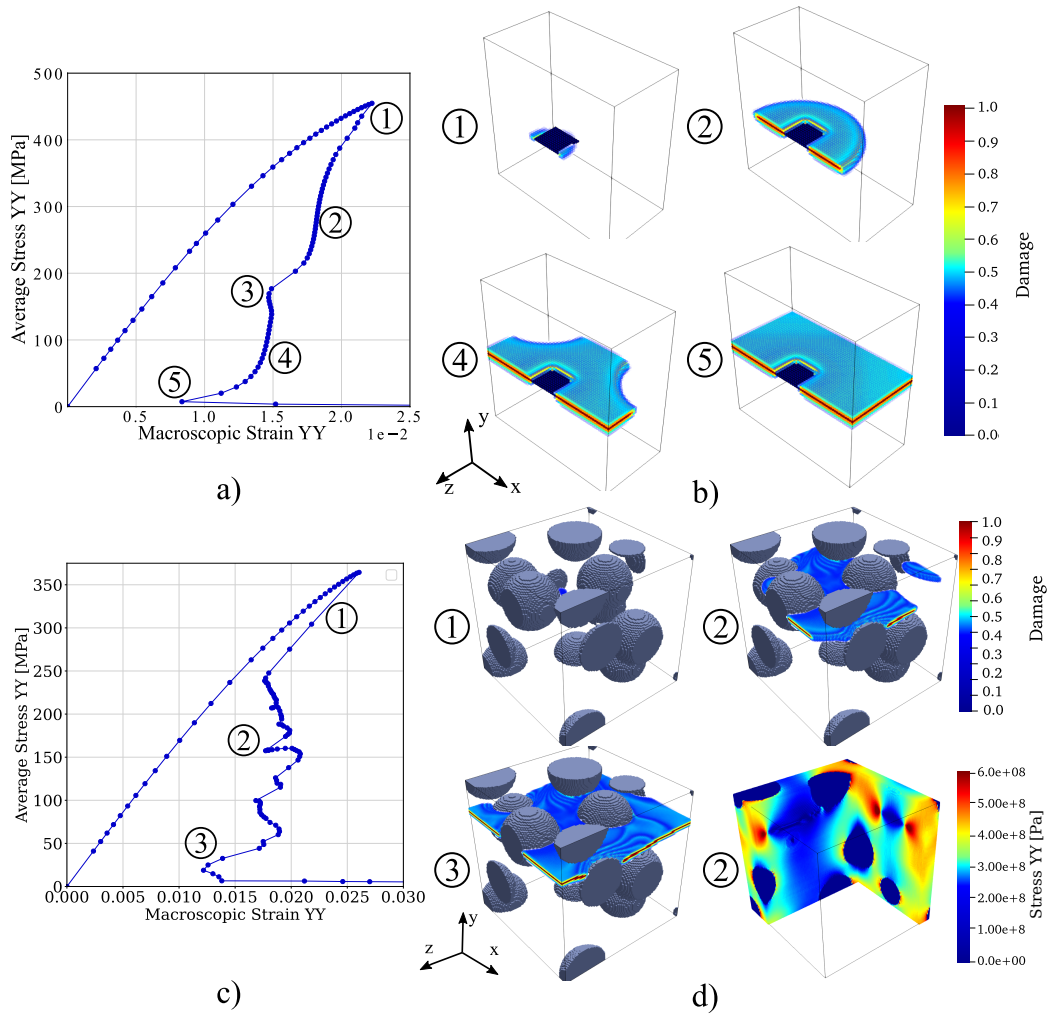 500
400
300
200
100
0
Average Stress YY [MPa]
0.5
1.0
1.5
2.0
2.5
Macroscopic Strain YY
1e-2
1
2
3
4
5
a)
1
2
4
5
y
z
x
b)
1.0
0.9
0.8
0.7
0.6
0.5
0.4
0.3
0.2
0.1
0.0
Damage
350
300
250
200
150
100
50
0
Average Stress YY [MPa]
0.000
0.005
0.010
0.015
0.020
0.025
0.030
Macroscopic Strain YY
1
2
3
c)
1
2
3
2
y
z
x
d)
1.0
0.9
0.8
0.7
0.6
0.5
0.4
0.3
0.2
0.1
0.0
Damage
6.0e+08
5.00e+8
4.00e+8
3.00e+8
2.00e+8
1.00e+8
0.0e+00
Stress YY [Pa]